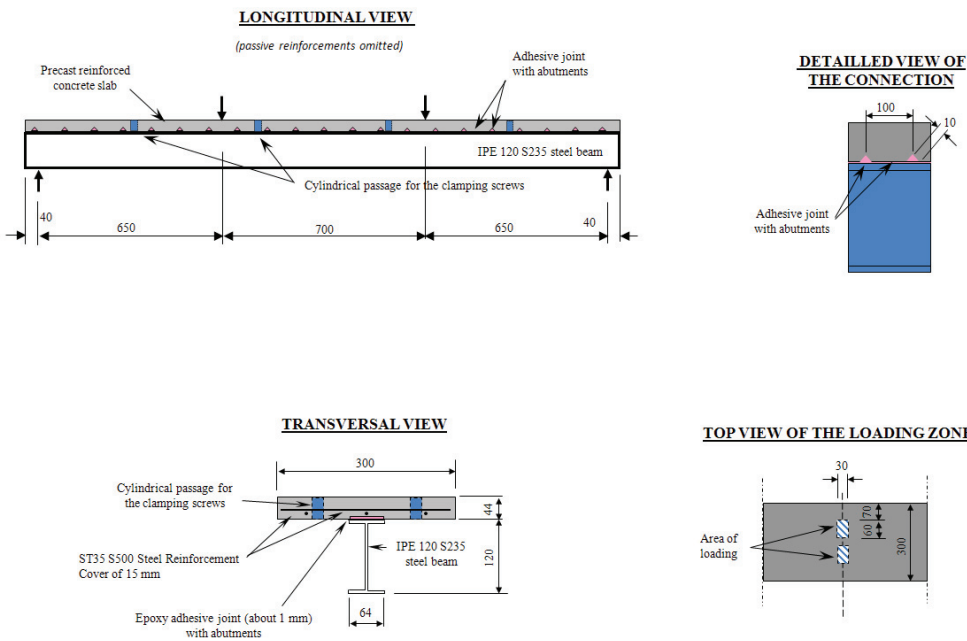 LONGITUDINAL VIEW
(passive reinforcements omitted)
Precast reinforced
concrete slab
Adhesive joint
with abutments
IPE 120 S235 steel beam
Cylindrical passage for the clamping screws
40
650
700
650
40
DETAILLED VIEW OF
THE CONNECTION
100
10
Adhesive joint
with abutments
TRANSVERSAL VIEW
300
Cylindrical passage for
the clamping screws
44
ST35 S500 Steel Reinforcement
Cover of 15 mm
IPE 120 S235
steel beam
120
64
Epoxy adhesive joint (about 1 mm)
with abutments
TOP VIEW OF THE LOADING ZONE
30
70
60
300
Area of
loading